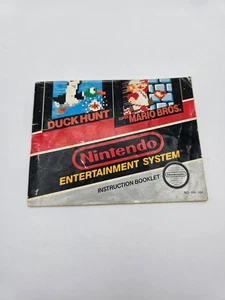 DUCK HUNT
SUPER MARIO BROS.
Nintendo
ENTERTAINMENT SYSTEM
INSTRUCTION BOOKLET